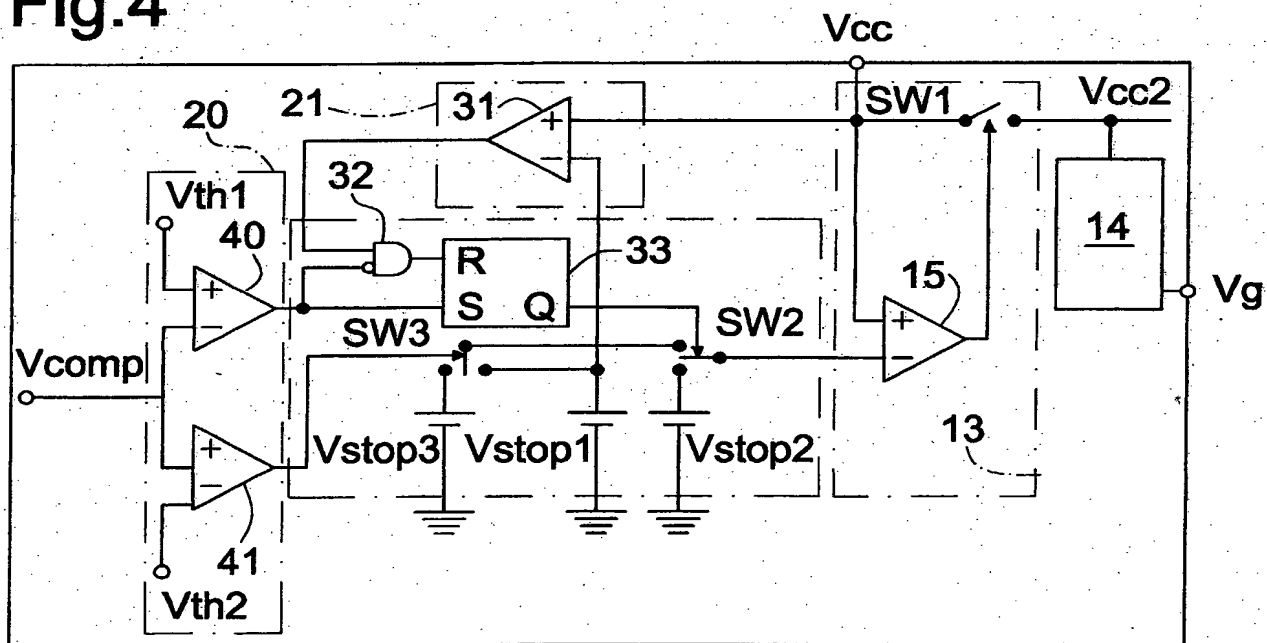 Fig.4
Vcc
21
31
+
−
SW1
Vcc2
20
Vth1
32
40
+
−
R
S Q
33
14
Vg
15
+
−
SW3
SW2
Vcomp
+
−
41
Vth2
Vstop3
Vstop1
Vstop2
13